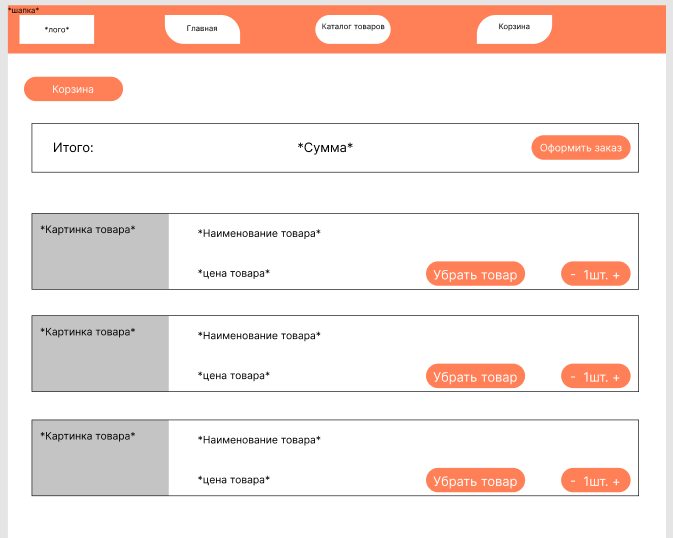 *шапка*
*лого*
Главная
Каталог товаров
Корзина
Корзина
Итого:
*Сумма*
Оформить заказ
*Картинка товара*
*Наименование товара*
*цена товара*
Убрать товар
- 1шт. +
*Картинка товара*
*Наименование товара*
*цена товара*
Убрать товар
- 1шт. +
*Картинка товара*
*Наименование товара*
*цена товара*
Убрать товар
- 1шт. +